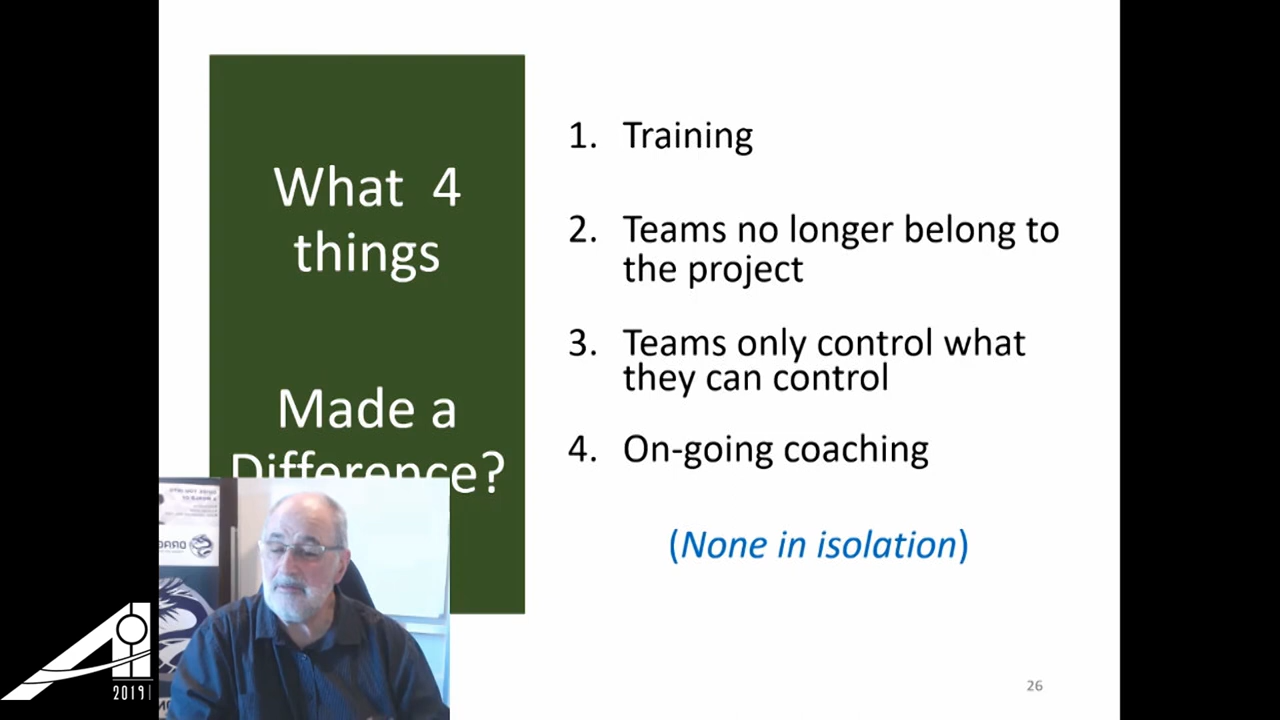 What 4
things
Made a
Difference?
1. Training
2. Teams no longer belong to
the project
3. Teams only control what
they can control
4. On-going coaching
(None in isolation)
26
2019